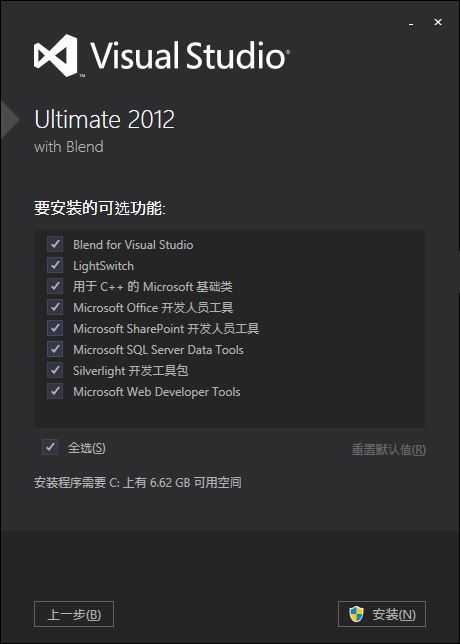 Visual Studio®
™
Ultimate 2012
with Blend
要安装的可选功能:
Blend for Visual Studio
LightSwitch
用于 C++ 的 Microsoft 基础类
Microsoft Office 开发人员工具
Microsoft SharePoint 开发人员工具
Microsoft SQL Server Data Tools
Silverlight 开发工具包
Microsoft Web Developer Tools
全选(S)
重置默认值(R)
安装程序需要 C: 上有 6.62 GB 可用空间
上一步(B)
安装(N)